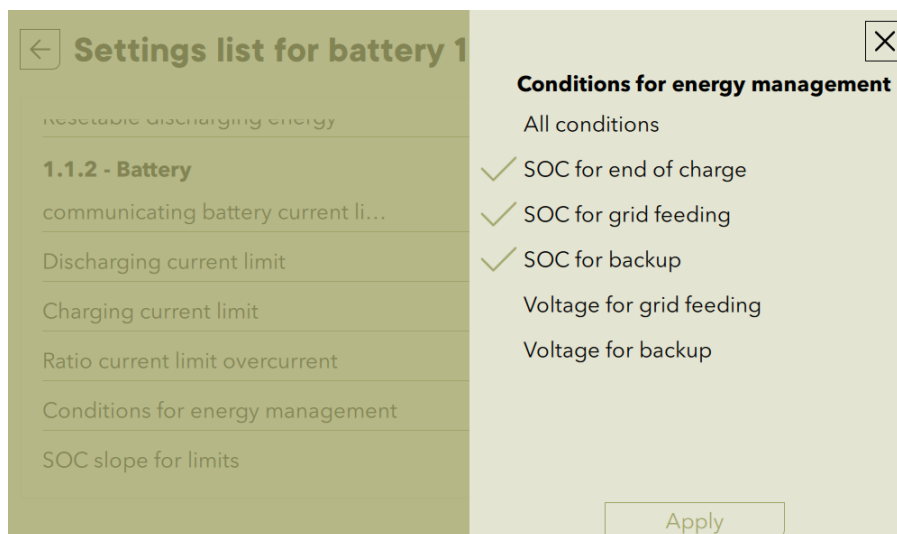 Settings list for battery 1
Resetable discharging energy
1.1.2 - Battery
communicating battery current li...
Discharging current limit
Charging current limit
Ratio current limit overcurrent
Conditions for energy management
SOC slope for limits
Conditions for energy management
All conditions
SOC for end of charge
SOC for grid feeding
SOC for backup
Voltage for grid feeding
Voltage for backup
Apply